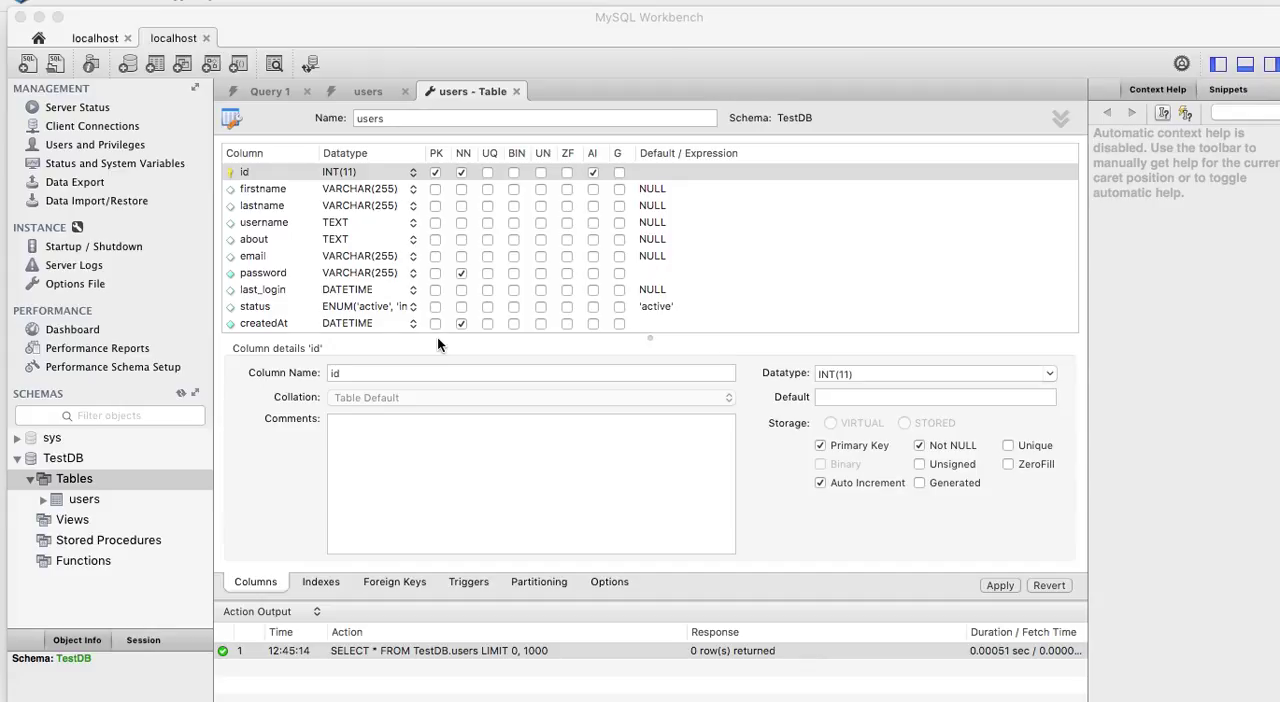 MySQL Workbench
localhost localhost
MANAGEMENT
Server Status
Client Connections
Users and Privileges
Status and System Variables
Data Export
Data Import/Restore
INSTANCE
Startup / Shutdown
Server Logs
Options File
PERFORMANCE
Dashboard
Performance Reports
Performance Schema Setup
SCHEMAS
Filter objects
sys
TestDB
Tables
users
Views
Stored Procedures
Functions
Object Info Session
Schema: TestDB
Query 1 users users - Table
Name: users Schema: TestDB
Column Datatype PK NN UQ BIN UN ZF AI G Default / Expression
id INT(11)
firstname VARCHAR(255) NULL
lastname VARCHAR(255) NULL
username TEXT NULL
about TEXT NULL
email VARCHAR(255) NULL
password VARCHAR(255)
last_login DATETIME NULL
status ENUM('active', 'in 'active'
createdAt DATETIME
Column details 'id'
Column Name: id Datatype: INT(11)
Collation: Table Default Default
Comments: Storage: VIRTUAL STORED
Primary Key Not NULL Unique
Binary Unsigned ZeroFill
Auto Increment Generated
Columns Indexes Foreign Keys Triggers Partitioning Options Apply Revert
Action Output
Time Action Response Duration / Fetch Time
1 12:45:14 SELECT * FROM TestDB.users LIMIT 0, 1000 0 row(s) returned 0.00051 sec / 0.0000...
Context Help Snippets
Automatic context help is
disabled. Use the toolbar to
manually get help for the curren
caret position or to toggle
automatic help.